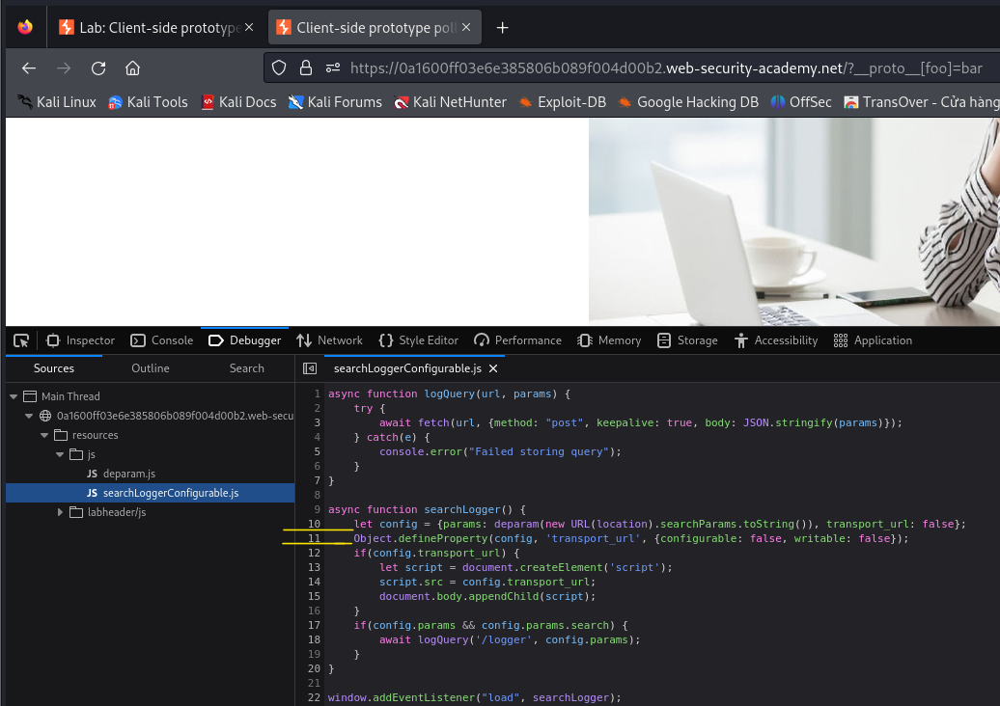 Lab: Client-side prototype
Client-side prototype poll
https://0a1600ff03e6e385806b089f004d00b2.web-security-academy.net/?__proto__[foo]=bar
Kali Linux Kali Tools Kali Docs Kali Forums Kali NetHunter Exploit-DB Google Hacking DB OffSec TransOver - Cửa hàng
Inspector Console Debugger Network Style Editor Performance Memory Storage Accessibility Application
Sources Outline Search
searchLoggerConfigurable.js
Main Thread
0a1600ff03e6e385806b089f004d00b2.web-secu
resources
js
JS deparam.js
JS searchLoggerConfigurable.js
labheader/js
1 async function logQuery(url, params) {
2 try {
3 await fetch(url, {method: "post", keepalive: true, body: JSON.stringify(params)});
4 } catch(e) {
5 console.error("Failed storing query");
6 }
7 }
8
9 async function searchLogger() {
10 let config = {params: deparam(new URL(location).searchParams.toString()), transport_url: false};
11 Object.defineProperty(config, 'transport_url', {configurable: false, writable: false});
12 if(config.transport_url) {
13 let script = document.createElement('script');
14 script.src = config.transport_url;
15 document.body.appendChild(script);
16 }
17 if(config.params && config.params.search) {
18 await logQuery('/logger', config.params);
19 }
20 }
21
22 window.addEventListener("load", searchLogger);